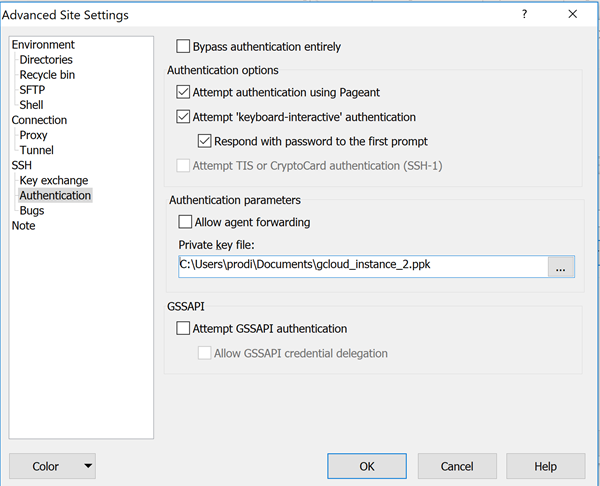 Advanced Site Settings
?
Environment
Directories
Recycle bin
SFTP
Shell
Connection
Proxy
Tunnel
SSH
Key exchange
Authentication
Bugs
Note
Bypass authentication entirely
Authentication options
Attempt authentication using Pageant
Attempt 'keyboard-interactive' authentication
Respond with password to the first prompt
Attempt TIS or CryptoCard authentication (SSH-1)
Authentication parameters
Allow agent forwarding
Private key file:
C:\Users\prodi\Documents\gcloud_instance_2.ppk
...
GSSAPI
Attempt GSSAPI authentication
Allow GSSAPI credential delegation
Color
OK
Cancel
Help